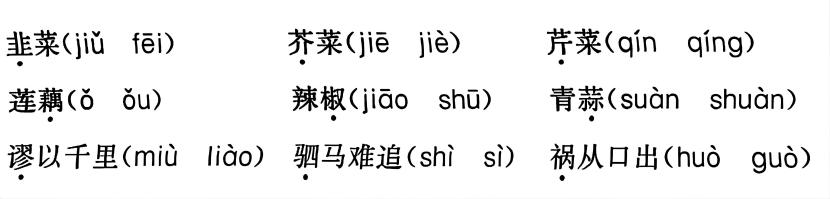 韭菜(jiǔ fēi) 芥菜(jiē jiè) 芹菜(qín qíng)
莲藕(ǒ ǒu) 辣椒(jiāo shū) 青蒜(suàn shuàn)
谬以千里(miù liào) 驷马难追(shì sì) 祸从口出(huò guò)